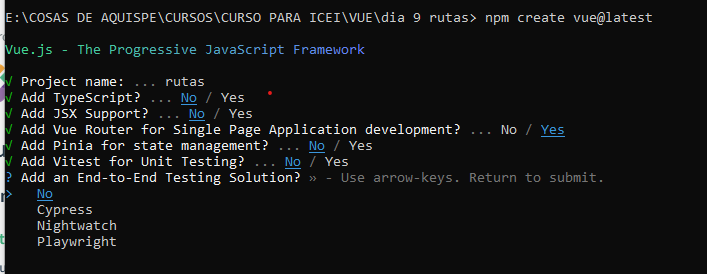 E:\COSAS DE AQUISPE\CURSOS\CURSO PARA ICEI\VUE\dia 9 rutas> npm create vue@latest
Vue.js - The Progressive JavaScript Framework
√ Project name: ... rutas
√ Add TypeScript? ... No / Yes
√ Add JSX Support? ... No / Yes
√ Add Vue Router for Single Page Application development? ... No / Yes
√ Add Pinia for state management? ... No / Yes
√ Add Vitest for Unit Testing? ... No / Yes
? Add an End-to-End Testing Solution? » - Use arrow-keys. Return to submit.
> No
Cypress
Nightwatch
Playwright